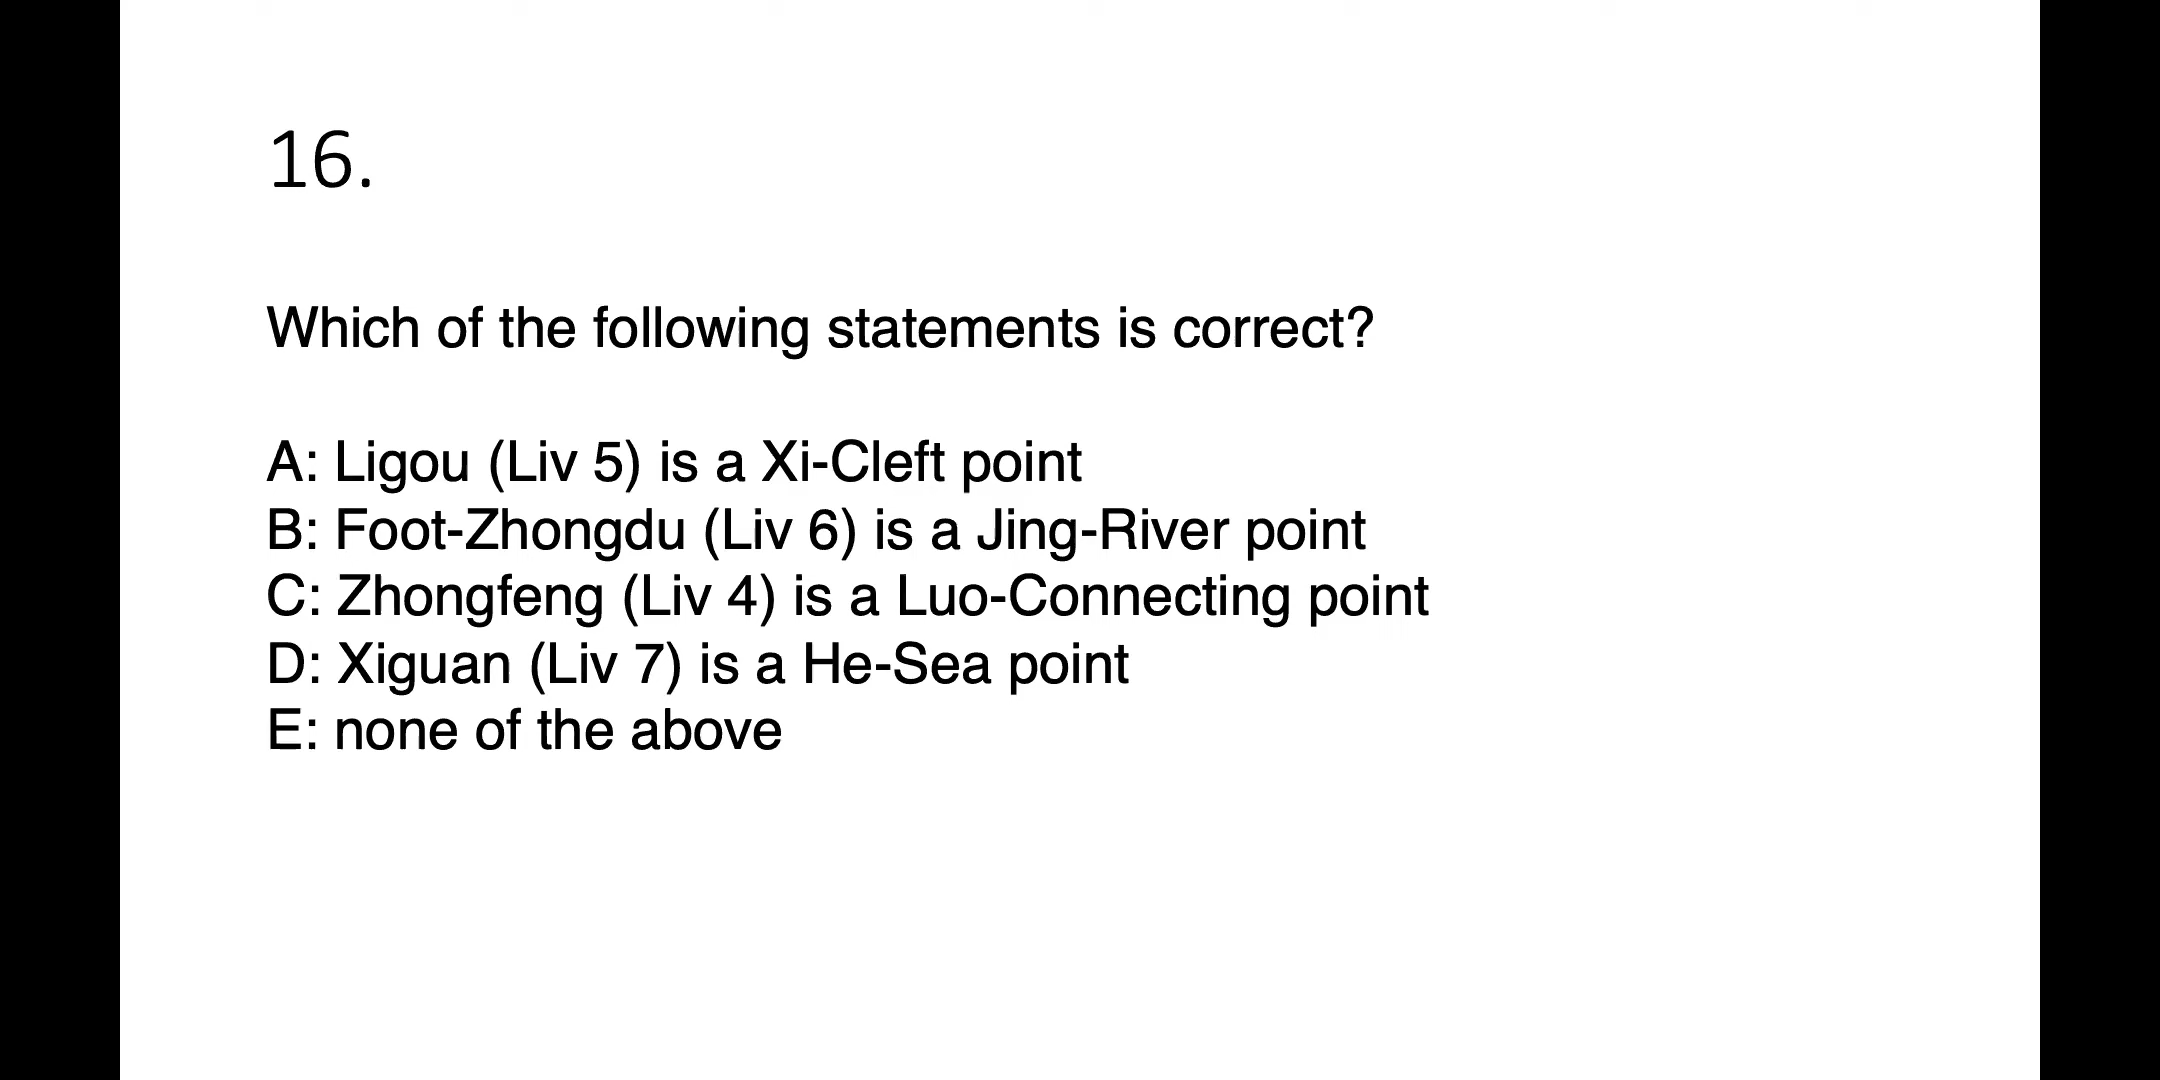 16.
Which of the following statements is correct?
A: Ligou (Liv 5) is a Xi-Cleft point
B: Foot-Zhongdu (Liv 6) is a Jing-River point
C: Zhongfeng (Liv 4) is a Luo-Connecting point
D: Xiguan (Liv 7) is a He-Sea point
E: none of the above